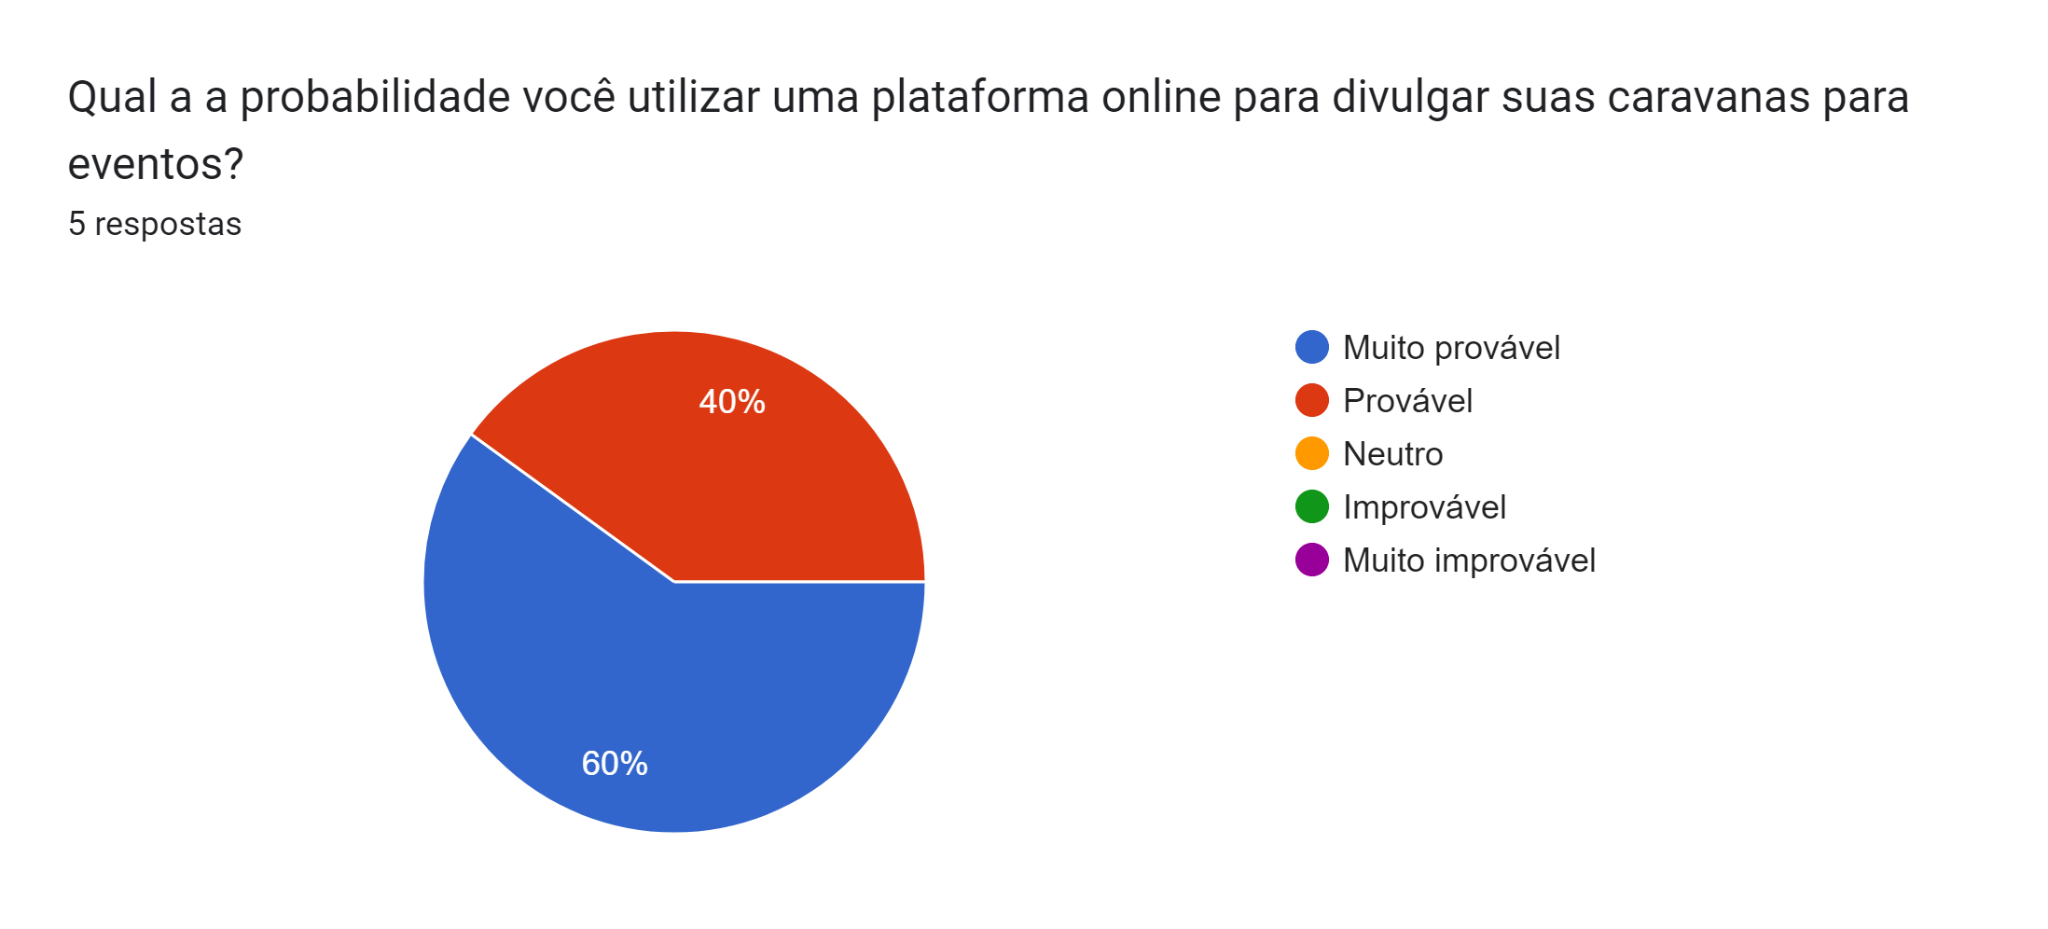 Qual a a probabilidade você utilizar uma plataforma online para divulgar suas caravanas para
eventos?
5 respostas
40%
60%
Muito provável
Provável
Neutro
Improvável
Muito improvável